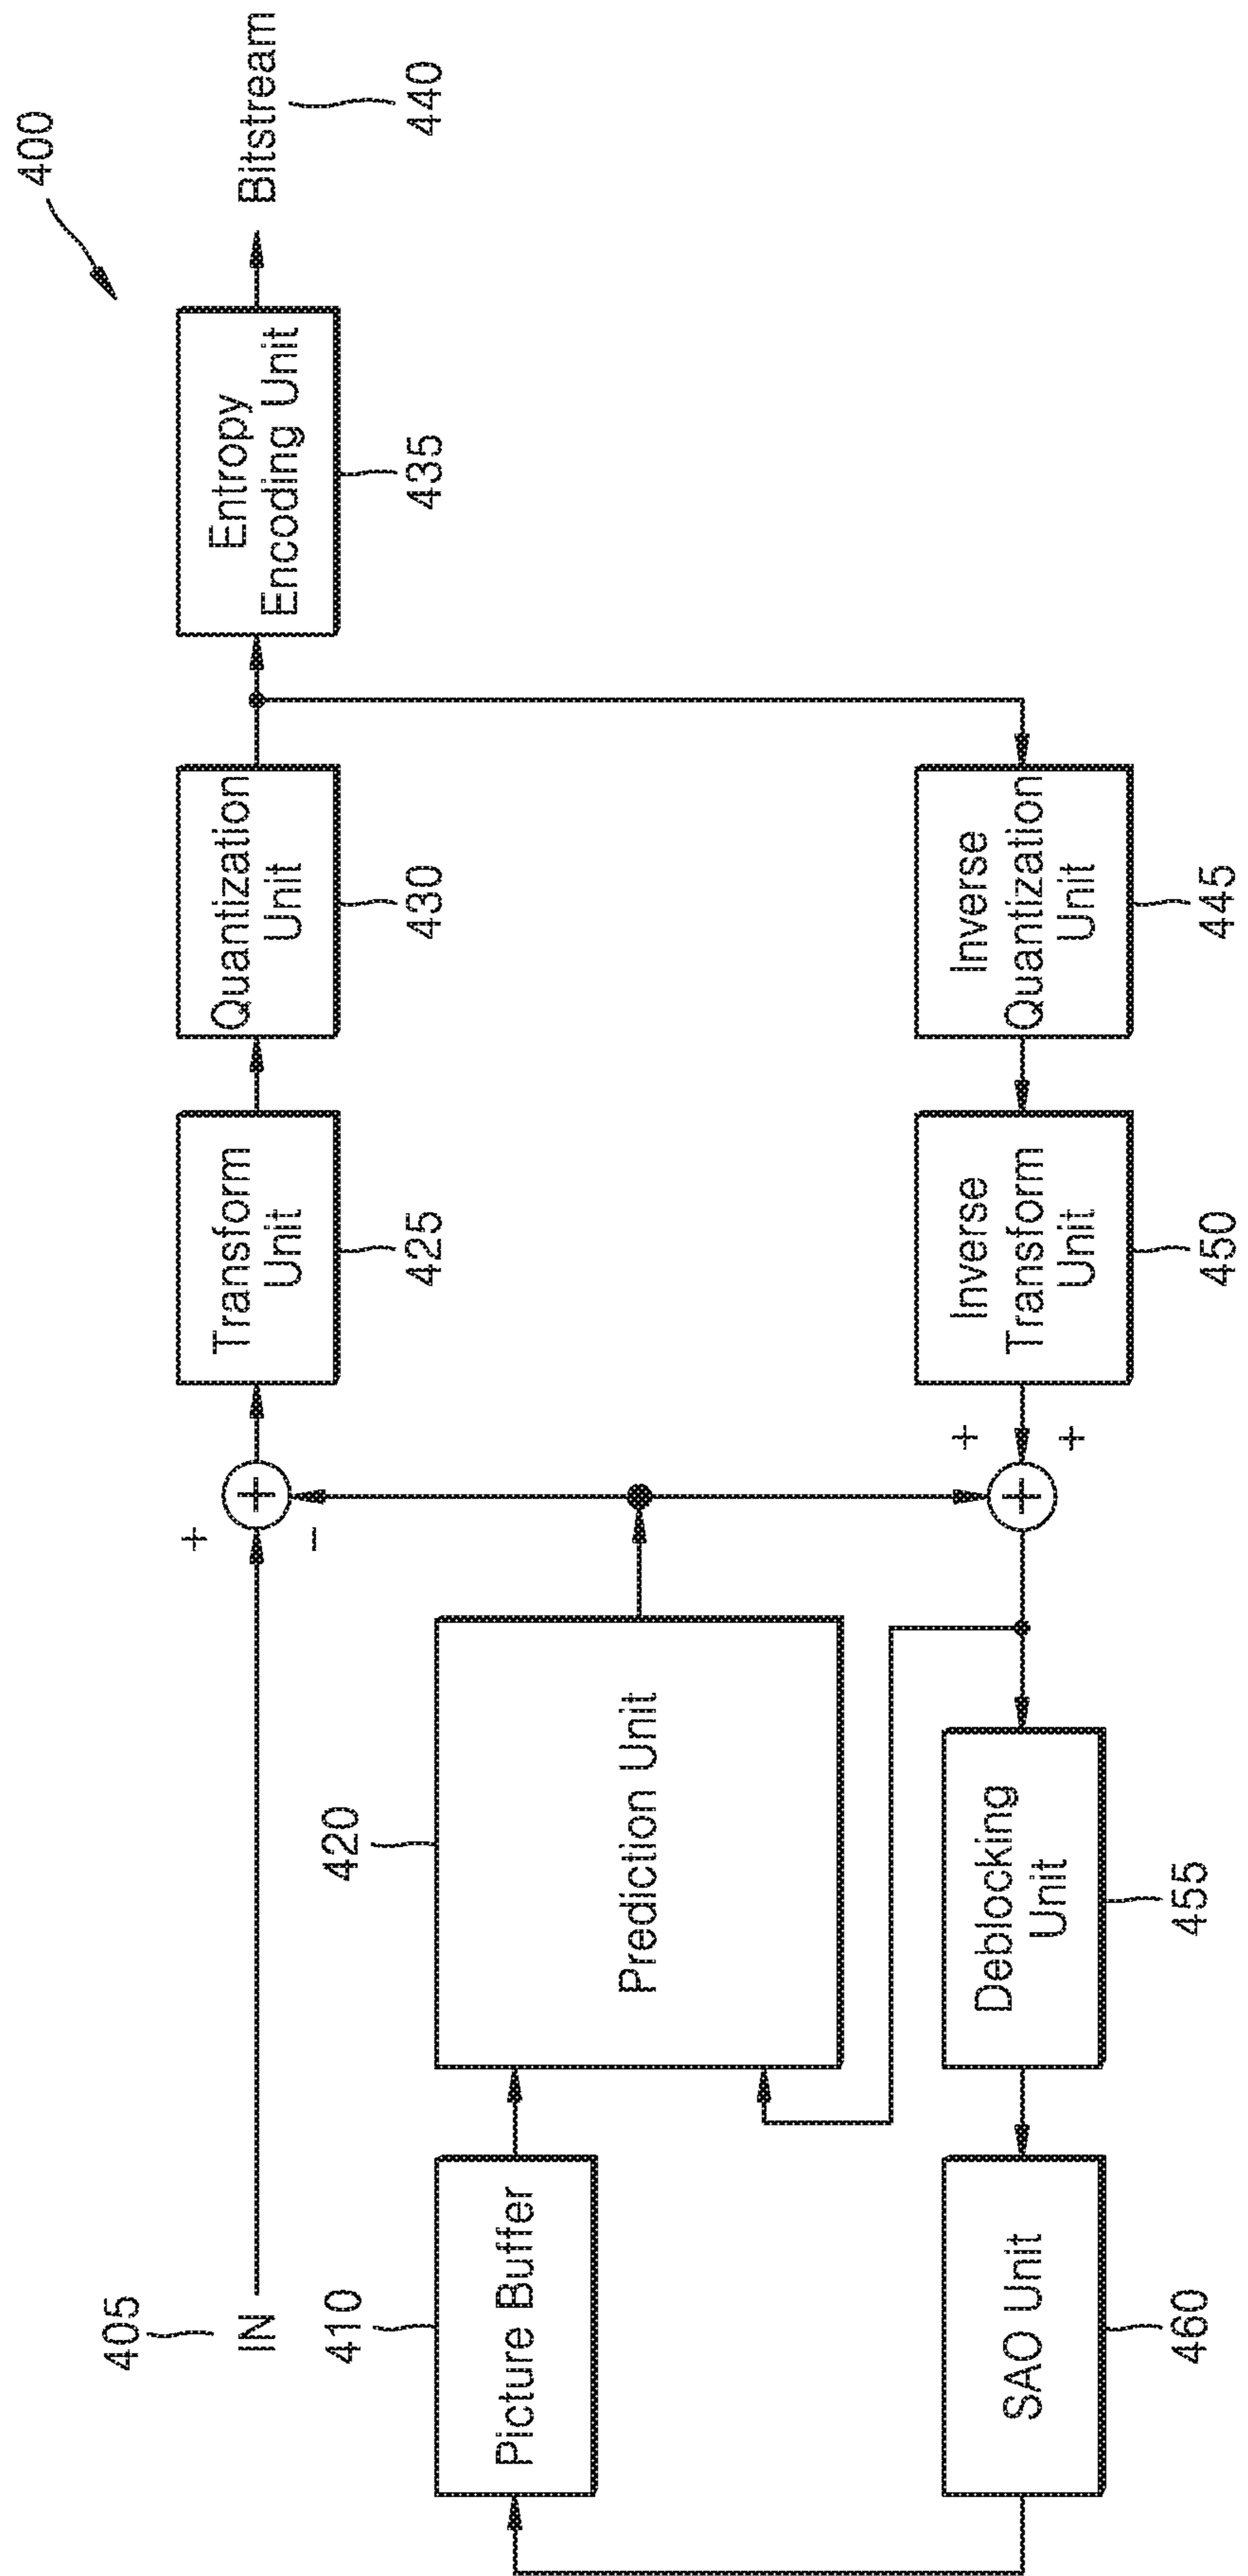 400
405
IN
+
−
+
Transform
Unit
425
Quantization
Unit
430
Entropy
Encoding Unit
435
Bitstream
440
410
Picture Buffer
420
Prediction Unit
SAO Unit
460
Deblocking
Unit
455
+
+
+
Inverse
Transform
Unit
450
Inverse
Quantization
Unit
445